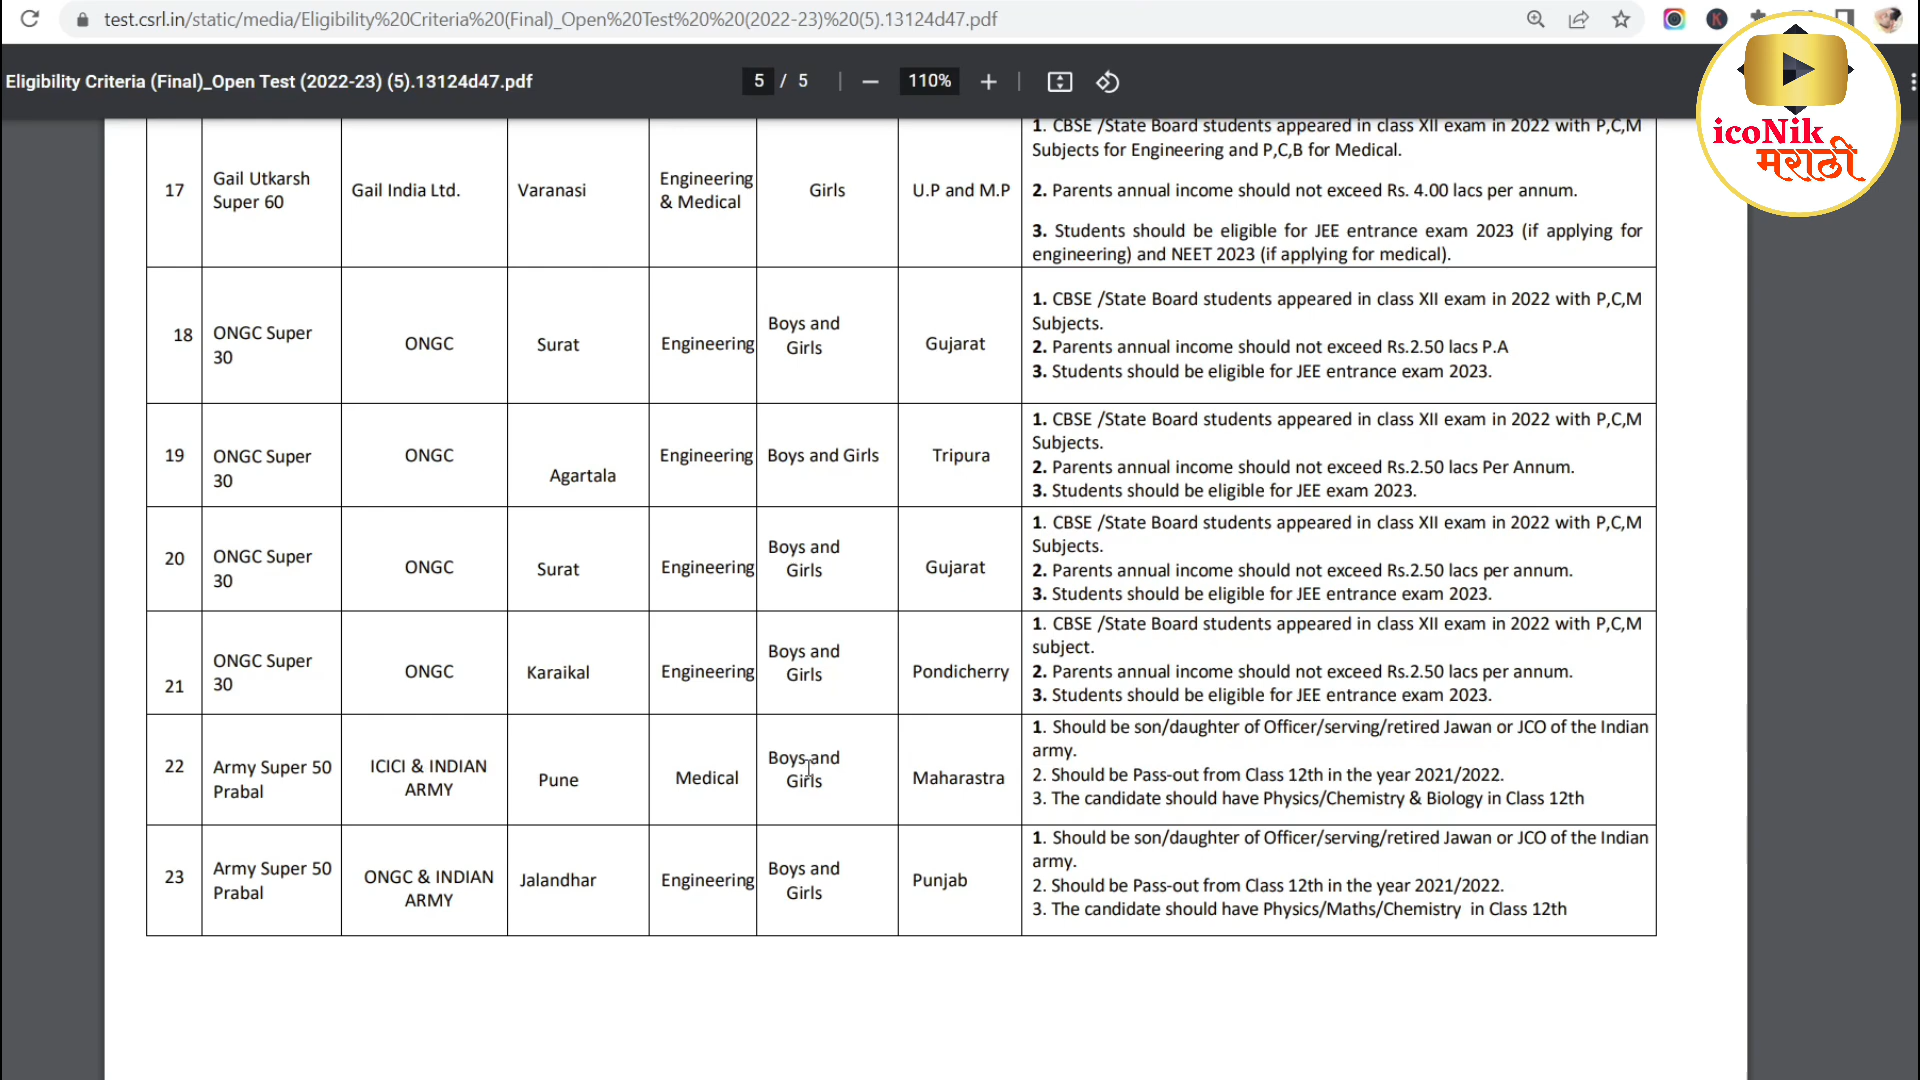 test.csrl.in/static/media/Eligibility%20Criteria%20(Final)_Open%20Test%20%20(2022-23)%20(5).13124d47.pdf
Eligibility Criteria (Final)_Open Test (2022-23) (5).13124d47.pdf
5 / 5
110%
icoNik
मराठी
17
Gail Utkarsh
Super 60
Gail India Ltd.
Varanasi
Engineering
& Medical
Girls
U.P and M.P
1. CBSE /State Board students appeared in class XII exam in 2022 with P,C,M
Subjects for Engineering and P,C,B for Medical.
2. Parents annual income should not exceed Rs. 4.00 lacs per annum.
3. Students should be eligible for JEE entrance exam 2023 (if applying for
engineering) and NEET 2023 (if applying for medical).
18
ONGC Super
30
ONGC
Surat
Engineering
Boys and
Girls
Gujarat
1. CBSE /State Board students appeared in class XII exam in 2022 with P,C,M
Subjects.
2. Parents annual income should not exceed Rs.2.50 lacs P.A
3. Students should be eligible for JEE entrance exam 2023.
19
ONGC Super
30
ONGC
Agartala
Engineering
Boys and Girls
Tripura
1. CBSE /State Board students appeared in class XII exam in 2022 with P,C,M
Subjects.
2. Parents annual income should not exceed Rs.2.50 lacs Per Annum.
3. Students should be eligible for JEE exam 2023.
20
ONGC Super
30
ONGC
Surat
Engineering
Boys and
Girls
Gujarat
1. CBSE /State Board students appeared in class XII exam in 2022 with P,C,M
Subjects.
2. Parents annual income should not exceed Rs.2.50 lacs per annum.
3. Students should be eligible for JEE entrance exam 2023.
21
ONGC Super
30
ONGC
Karaikal
Engineering
Boys and
Girls
Pondicherry
1. CBSE /State Board students appeared in class XII exam in 2022 with P,C,M
subject.
2. Parents annual income should not exceed Rs.2.50 lacs per annum.
3. Students should be eligible for JEE entrance exam 2023.
22
Army Super 50
Prabal
ICICI & INDIAN
ARMY
Pune
Medical
Boys and
Girls
Maharastra
1. Should be son/daughter of Officer/serving/retired Jawan or JCO of the Indian
army.
2. Should be Pass-out from Class 12th in the year 2021/2022.
3. The candidate should have Physics/Chemistry & Biology in Class 12th
23
Army Super 50
Prabal
ONGC & INDIAN
ARMY
Jalandhar
Engineering
Boys and
Girls
Punjab
1. Should be son/daughter of Officer/serving/retired Jawan or JCO of the Indian
army.
2. Should be Pass-out from Class 12th in the year 2021/2022.
3. The candidate should have Physics/Maths/Chemistry in Class 12th